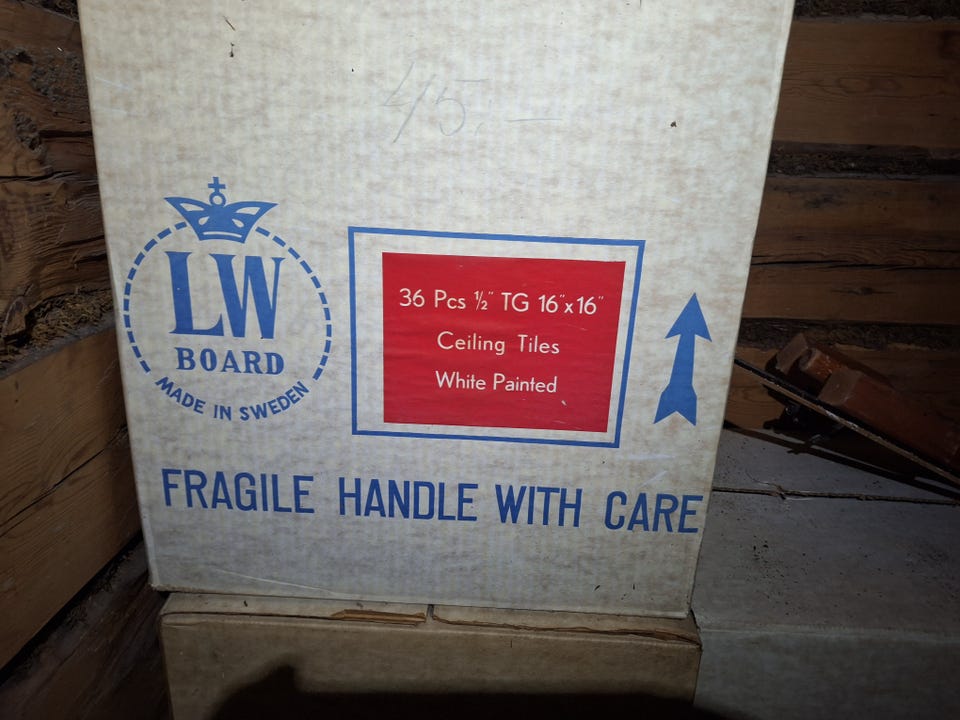 45.-
LW
BOARD
MADE IN SWEDEN
36 Pcs ½" TG 16"x16"
Ceiling Tiles
White Painted
FRAGILE HANDLE WITH CARE